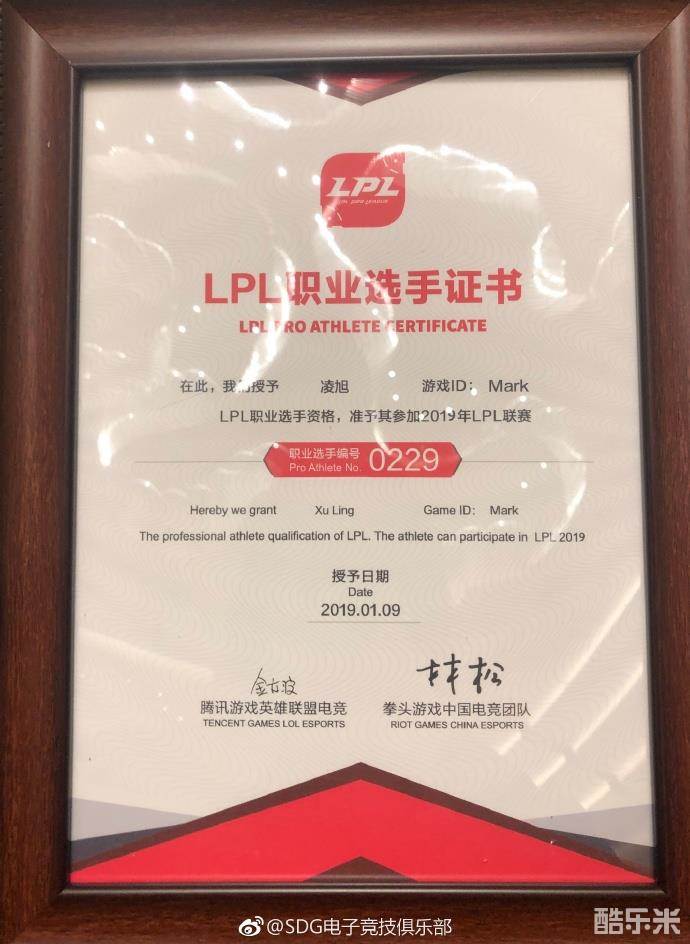 LPL
LPL职业选手证书
LPL PRO ATHLETE CERTIFICATE
在此，我们授予 凌旭 游戏ID： Mark
LPL职业选手资格，准予其参加2019年LPL联赛
职业选手编号
Pro Athlete No. 0229
Hereby we grant Xu Ling Game ID: Mark
The professional athlete qualification of LPL. The athlete can participate in LPL 2019
授予日期
Date
2019.01.09
林松
腾讯游戏英雄联盟电竞 拳头游戏中国电竞团队
TENCENT GAMES LOL ESPORTS RIOT GAMES CHINA ESPORTS
@SDG电子竞技俱乐部
酷乐米